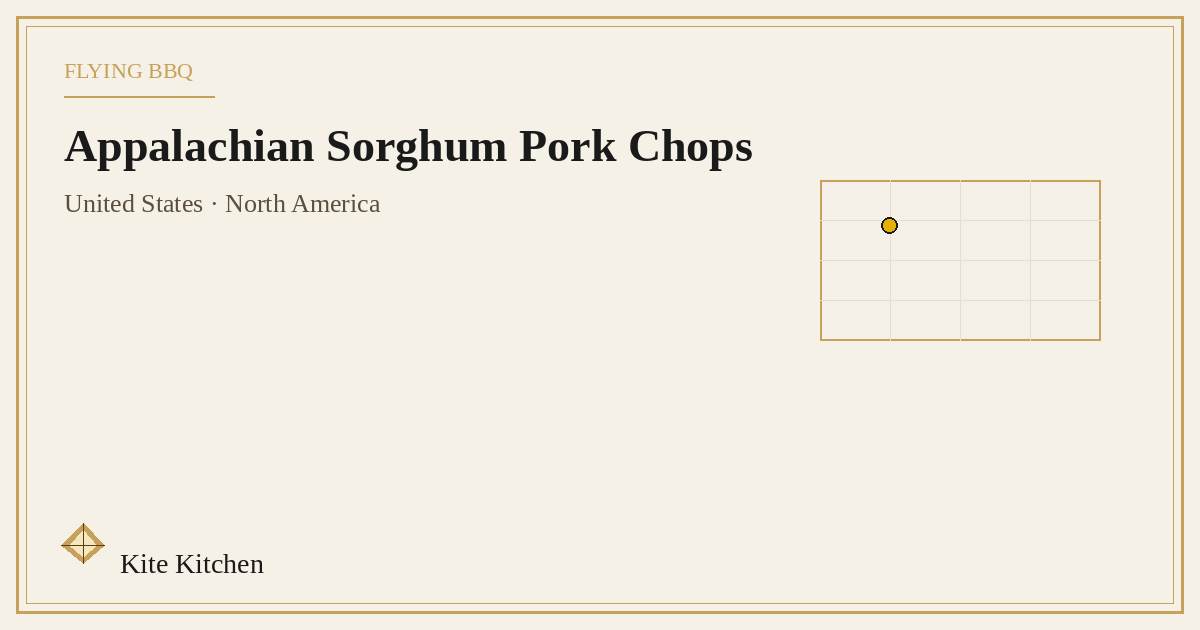 FLYING BBQ
Appalachian Sorghum Pork Chops
United States · North America
Kite Kitchen